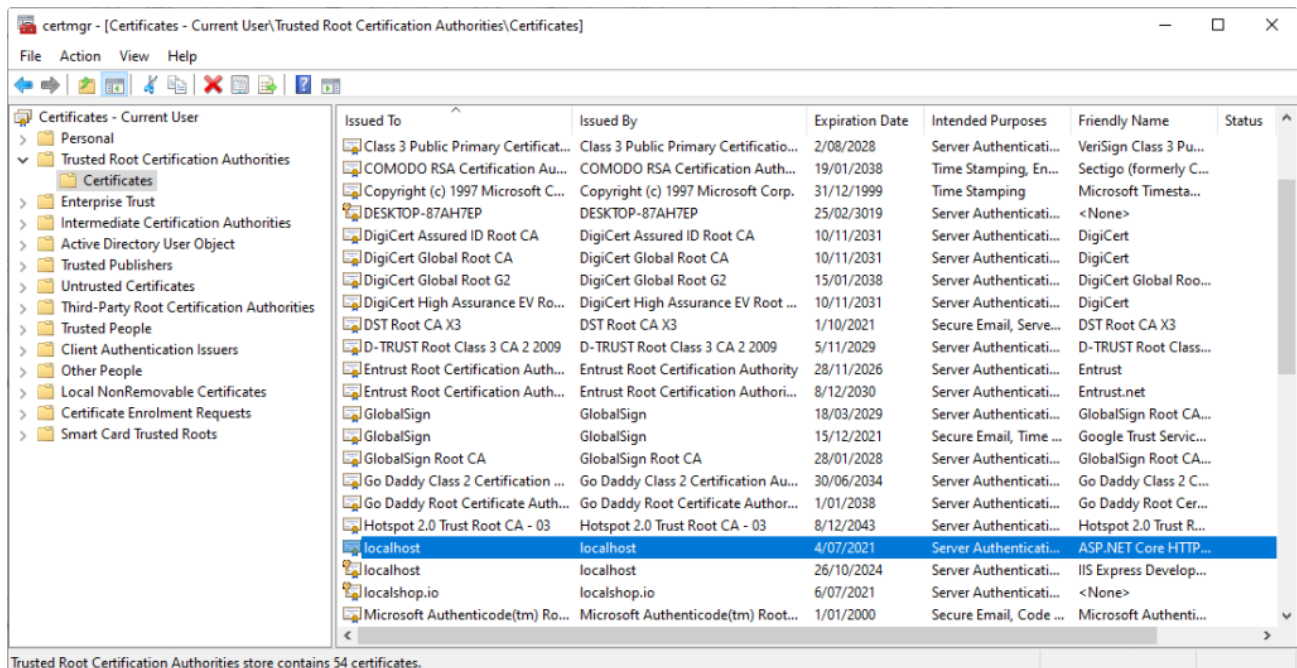 certmgr - [Certificates - Current User\Trusted Root Certification Authorities\Certificates]
File Action View Help
Certificates - Current User
Personal
Trusted Root Certification Authorities
Certificates
Enterprise Trust
Intermediate Certification Authorities
Active Directory User Object
Trusted Publishers
Untrusted Certificates
Third-Party Root Certification Authorities
Trusted People
Client Authentication Issuers
Other People
Local NonRemovable Certificates
Certificate Enrolment Requests
Smart Card Trusted Roots
Issued To Issued By Expiration Date Intended Purposes Friendly Name Status
Class 3 Public Primary Certificat... Class 3 Public Primary Certificatio... 2/08/2028 Server Authenticati... VeriSign Class 3 Pu...
COMODO RSA Certification Au... COMODO RSA Certification Auth... 19/01/2038 Time Stamping, En... Sectigo (formerly C...
Copyright (c) 1997 Microsoft C... Copyright (c) 1997 Microsoft Corp. 31/12/1999 Time Stamping Microsoft Timesta...
DESKTOP-87AH7EP DESKTOP-87AH7EP 25/02/3019 Server Authenticati... <None>
DigiCert Assured ID Root CA DigiCert Assured ID Root CA 10/11/2031 Server Authenticati... DigiCert
DigiCert Global Root CA DigiCert Global Root CA 10/11/2031 Server Authenticati... DigiCert
DigiCert Global Root G2 DigiCert Global Root G2 15/01/2038 Server Authenticati... DigiCert Global Roo...
DigiCert High Assurance EV Ro... DigiCert High Assurance EV Root ... 10/11/2031 Server Authenticati... DigiCert
DST Root CA X3 DST Root CA X3 1/10/2021 Secure Email, Serve... DST Root CA X3
D-TRUST Root Class 3 CA 2 2009 D-TRUST Root Class 3 CA 2 2009 5/11/2029 Server Authenticati... D-TRUST Root Class...
Entrust Root Certification Auth... Entrust Root Certification Authority 28/11/2026 Server Authenticati... Entrust
Entrust Root Certification Auth... Entrust Root Certification Authori... 8/12/2030 Server Authenticati... Entrust.net
GlobalSign GlobalSign 18/03/2029 Server Authenticati... GlobalSign Root CA...
GlobalSign GlobalSign 15/12/2021 Secure Email, Time ... Google Trust Servic...
GlobalSign Root CA GlobalSign Root CA 28/01/2028 Server Authenticati... GlobalSign Root CA...
Go Daddy Class 2 Certification ... Go Daddy Class 2 Certification Au... 30/06/2034 Server Authenticati... Go Daddy Class 2 C...
Go Daddy Root Certificate Auth... Go Daddy Root Certificate Author... 1/01/2038 Server Authenticati... Go Daddy Root Cer...
Hotspot 2.0 Trust Root CA - 03 Hotspot 2.0 Trust Root CA - 03 8/12/2043 Server Authenticati... Hotspot 2.0 Trust R...
localhost localhost 4/07/2021 Server Authenticati... ASP.NET Core HTTP...
localhost localhost 26/10/2024 Server Authenticati... IIS Express Develop...
localshop.io localshop.io 6/07/2021 Server Authenticati... <None>
Microsoft Authenticode(tm) Ro... Microsoft Authenticode(tm) Root... 1/01/2000 Secure Email, Code ... Microsoft Authenti...
Trusted Root Certification Authorities store contains 54 certificates.